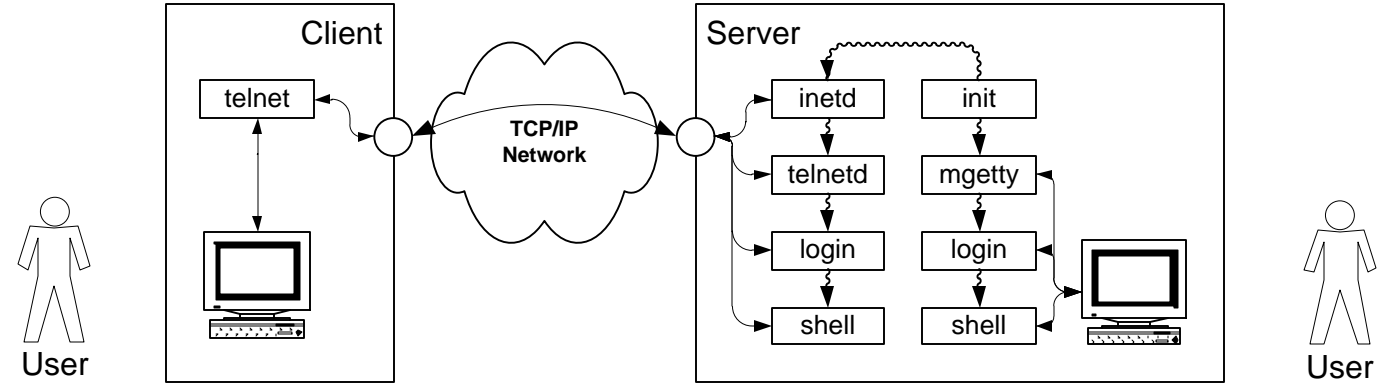 Client
telnet
User
TCP/IP
Network
Server
inetd
init
telnetd
mgetty
login
login
shell
shell
User